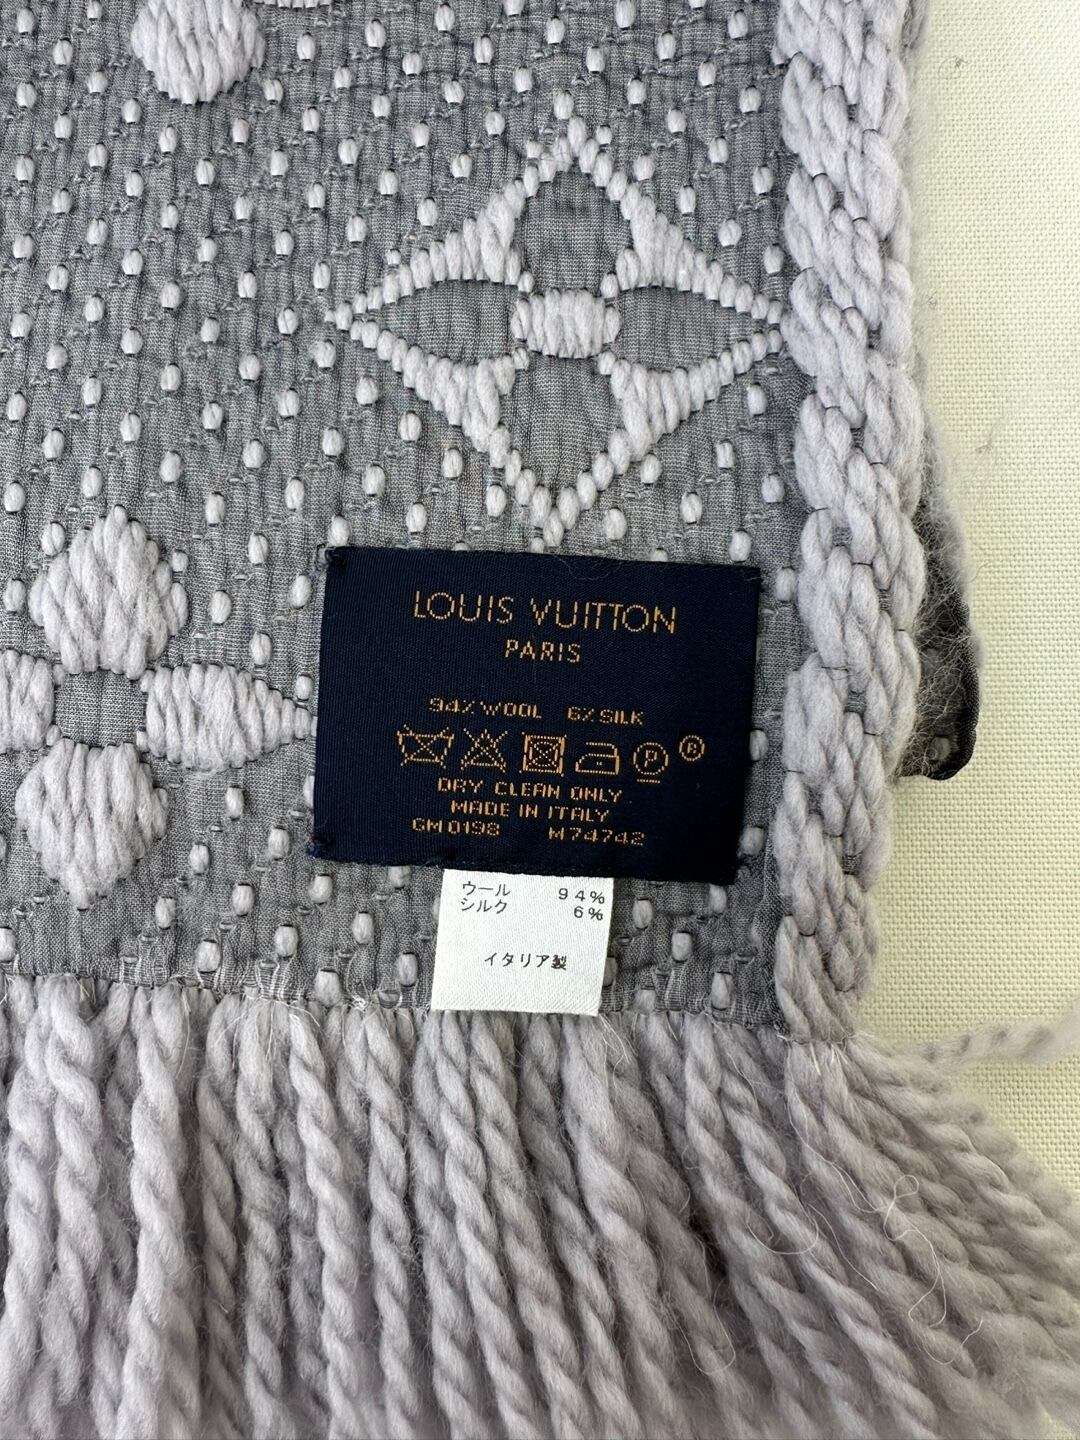 LOUIS VUITTON
PARIS
94% WOOL 6% SILK
P ®
DRY CLEAN ONLY
MADE IN ITALY
GM0198 M74742
ウール 94%
シルク 6%
イタリア製